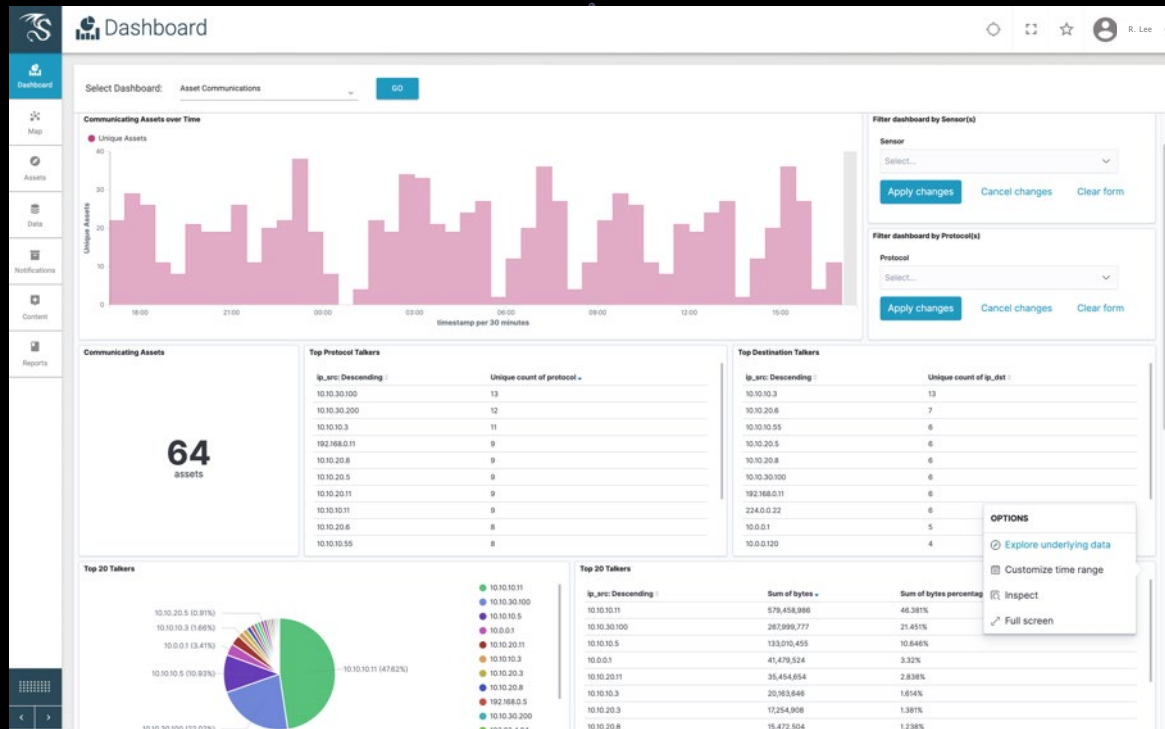 Dashboard
R. Lee
Dashboard
Map
Assets
Data
Notifications
Content
Reports
Select Dashboard: Asset Communications GO
Communicating Assets over Time
Unique Assets
40
30
20
10
0
Unique Assets
18:00 21:00 00:00 03:00 06:00 09:00 12:00 15:00
timestamp per 30 minutes
Filter dashboard by Sensor(s)
Sensor
Select...
Apply changes Cancel changes Clear form
Filter dashboard by Protocol(s)
Protocol
Select...
Apply changes Cancel changes Clear form
Communicating Assets
64
assets
Top Protocol Talkers
ip_src: Descending Unique count of protocol
10.10.30.100 13
10.10.30.200 12
10.10.10.3 11
192.168.0.11 9
10.10.20.8 9
10.10.20.5 9
10.10.20.11 9
10.10.10.11 9
10.10.20.6 8
10.10.10.55 8
Top Destination Talkers
ip_src: Descending Unique count of ip_dst
10.10.10.3 13
10.10.20.6 7
10.10.10.55 6
10.10.20.5 6
10.10.20.8 6
10.10.30.100 6
192.168.0.11 6
224.0.0.22 6
10.0.0.1 5
10.0.0.120 4
OPTIONS
Explore underlying data
Customize time range
Inspect
Full screen
Top 20 Talkers
10.10.20.5 (0.91%)
10.10.10.3 (1.66%)
10.0.0.1 (3.41%)
10.10.10.5 (10.93%)
10.10.30.100 (22.02%)
10.10.10.11 (47.62%)
10.10.10.11
10.10.30.100
10.10.10.5
10.0.0.1
10.10.20.11
10.10.10.3
10.10.20.3
10.10.20.8
192.168.0.5
10.10.30.200
Top 20 Talkers
ip_src: Descending Sum of bytes Sum of bytes percentag
10.10.10.11 579,458,986 46.381%
10.10.30.100 267,999,777 21.451%
10.10.10.5 133,010,455 10.646%
10.0.0.1 41,479,524 3.32%
10.10.20.11 35,454,654 2.838%
10.10.10.3 20,163,646 1.614%
10.10.20.3 17,254,908 1.381%
10.10.20.8 15,472,504 1.238%